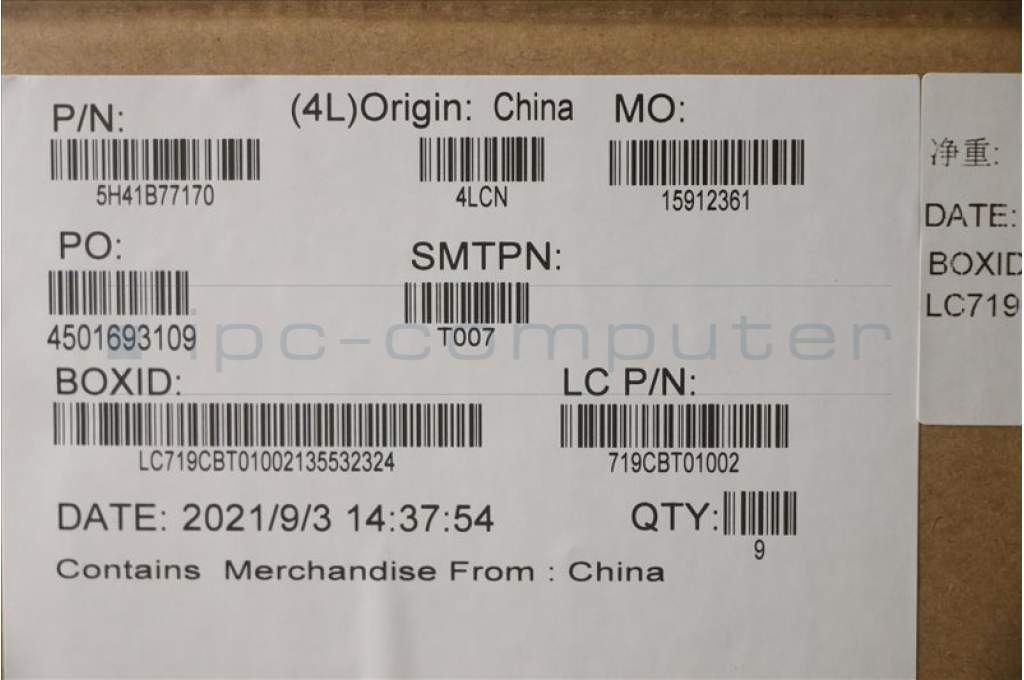 P/N: (4L)Origin: China MO:
5H41B77170 4LCN 15912361
PO: SMTPN:
4501693109 T007
ipc-computer
BOXID: LC P/N:
LC719CBT01002135532324 719CBT01002
DATE: 2021/9/3 14:37:54 QTY:
9
Contains Merchandise From : China
净重:
DATE:
BOXID
LC719